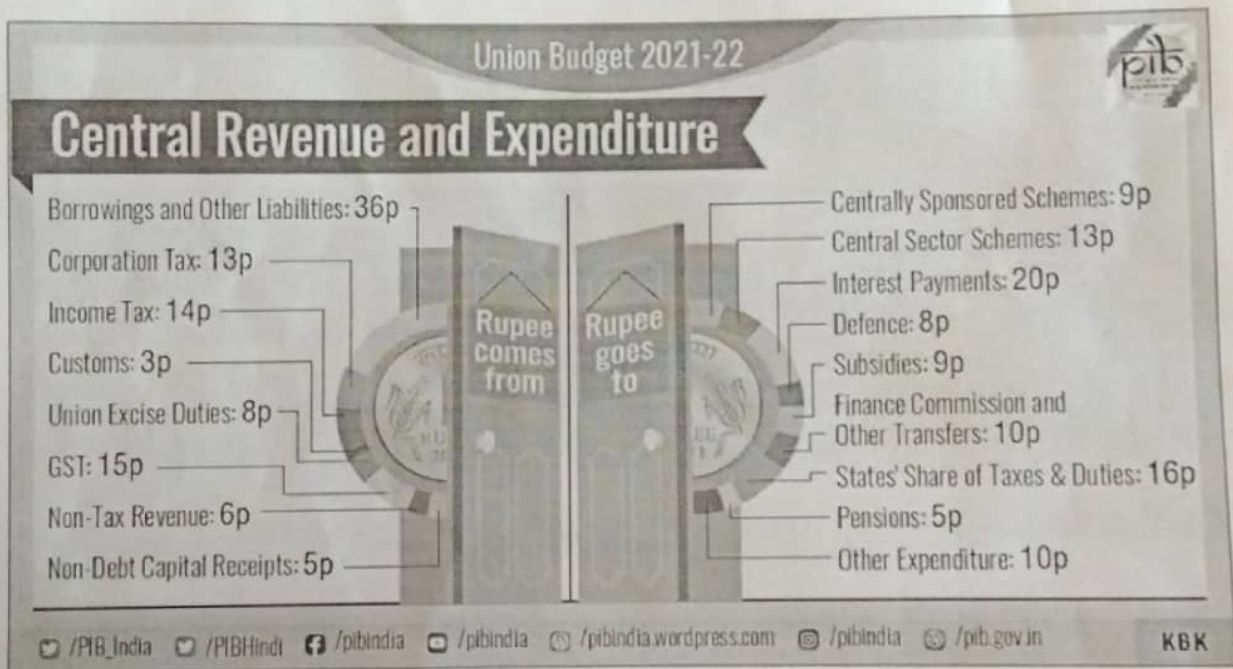 Union Budget 2021-22
pib
Central Revenue and Expenditure
Borrowings and Other Liabilities: 36p
Corporation Tax: 13p
Income Tax: 14p
Customs: 3p
Union Excise Duties: 8p
GST: 15p
Non-Tax Revenue: 6p
Non-Debt Capital Receipts: 5p
Rupee
comes
from
Rupee
goes
to
Centrally Sponsored Schemes: 9p
Central Sector Schemes: 13p
Interest Payments: 20p
Defence: 8p
Subsidies: 9p
Finance Commission and
Other Transfers: 10p
States' Share of Taxes & Duties: 16p
Pensions: 5p
Other Expenditure: 10p
/PIB_India /PIBHindi /pibindia /pibindia /pibindia.wordpress.com /pibindia /pib.gov.in KBK